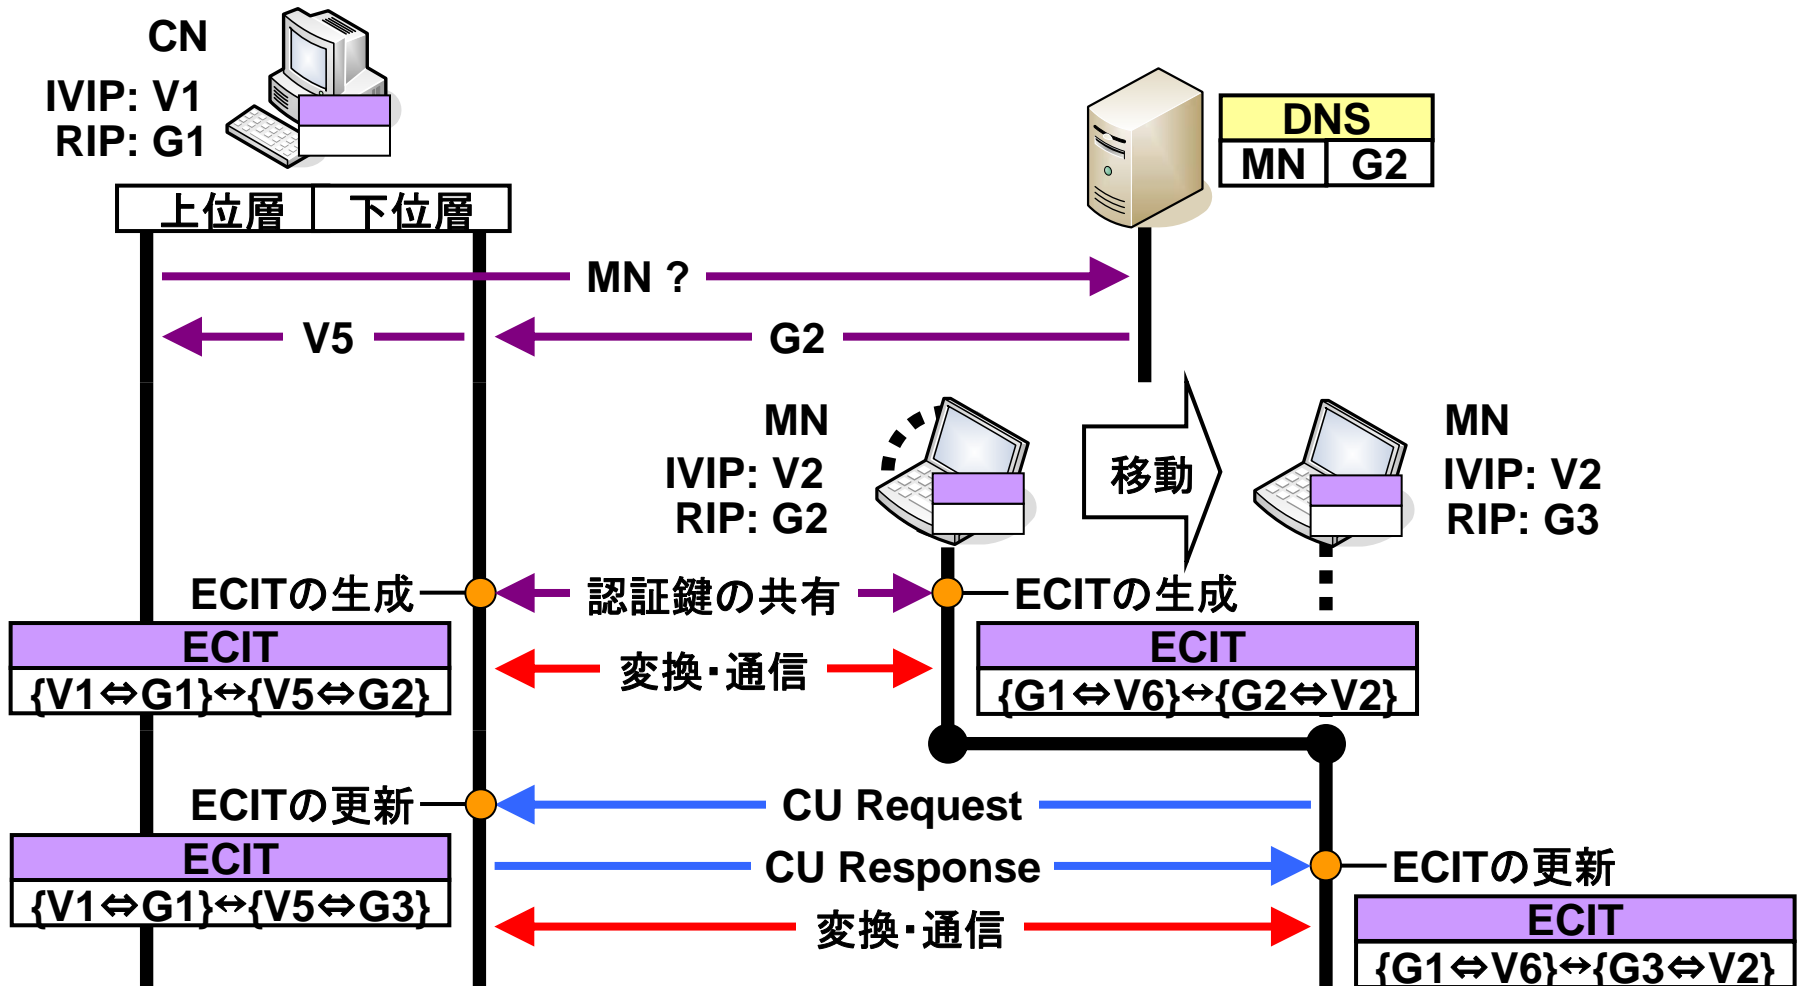 CN
IVIP: V1
RIP: G1
DNS
MN G2
上位層 下位層
MN ?
V5
G2
MN
IVIP: V2
RIP: G2
移動
MN
IVIP: V2
RIP: G3
ECITの生成
認証鍵の共有
ECITの生成
ECIT
{V1⇔G1}↔{V5⇔G2}
変換・通信
ECIT
{G1⇔V6}↔{G2⇔V2}
ECITの更新
CU Request
ECIT
{V1⇔G1}↔{V5⇔G3}
CU Response
ECITの更新
変換・通信
ECIT
{G1⇔V6}↔{G3⇔V2}